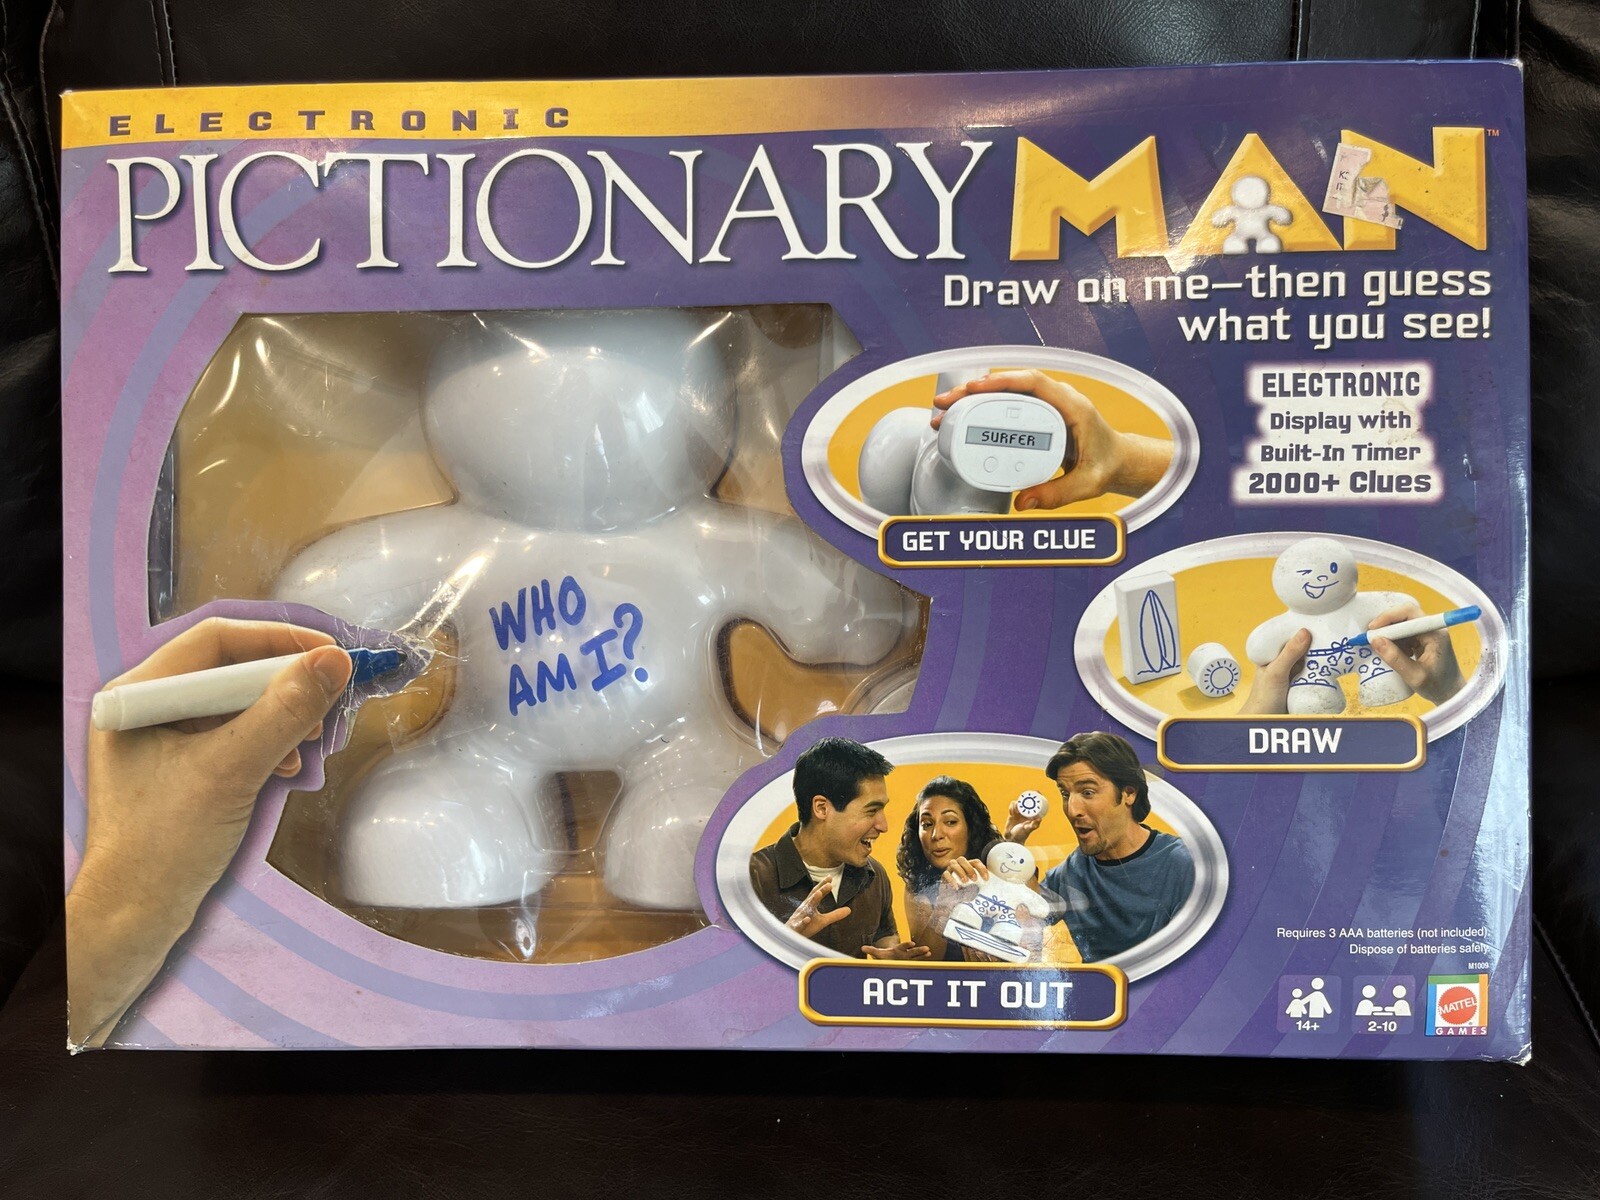 ELECTRONIC
PICTIONARY MAN™
Draw on me—then guess
what you see!
ELECTRONIC
Display with
Built-In Timer
2000+ Clues
SURFER
GET YOUR CLUE
WHO
AM I?
DRAW
ACT IT OUT
Requires 3 AAA batteries (not included).
Dispose of batteries safely.
M1009
14+
2-10
MATTEL
GAMES